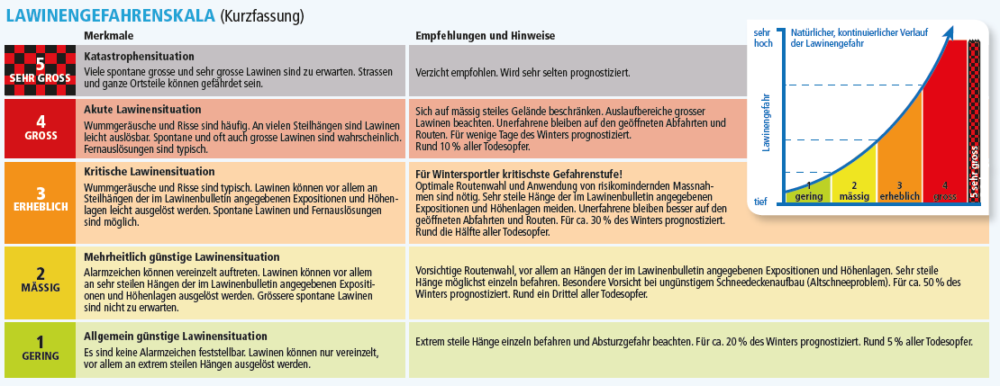 LAWINENGEFAHRENSKALA (Kurzfassung)
Merkmale
Empfehlungen und Hinweise
5
SEHR GROSS
Katastrophensituation
Viele spontane grosse und sehr grosse Lawinen sind zu erwarten. Strassen
und ganze Ortsteile können gefährdet sein.
Verzicht empfohlen. Wird sehr selten prognostiziert.
4
GROSS
Akute Lawinensituation
Wummgeräusche und Risse sind häufig. An vielen Steilhängen sind Lawinen
leicht auslösbar. Spontane und oft auch grosse Lawinen sind wahrscheinlich.
Fernauslösungen sind typisch.
Sich auf mässig steiles Gelände beschränken. Auslaufbereiche grosser
Lawinen beachten. Unerfahrene bleiben auf den geöffneten Abfahrten und
Routen. Für wenige Tage des Winters prognostiziert.
Rund 10 % aller Todesopfer.
3
ERHEBLICH
Kritische Lawinensituation
Wummgeräusche und Risse sind typisch. Lawinen können vor allem an
Steilhängen der im Lawinenbulletin angegebenen Expositionen und Höhen-
lagen leicht ausgelöst werden. Spontane Lawinen und Fernauslösungen
sind möglich.
Für Wintersportler kritischste Gefahrenstufe!
Optimale Routenwahl und Anwendung von risikomindernden Massnah-
men sind nötig. Sehr steile Hänge der im Lawinenbulletin angegebenen
Expositionen und Höhenlagen meiden. Unerfahrene bleiben besser auf den
geöffneten Abfahrten und Routen. Für ca. 30 % des Winters prognostiziert.
Rund die Hälfte aller Todesopfer.
2
MÄSSIG
Mehrheitlich günstige Lawinensituation
Alarmzeichen können vereinzelt auftreten. Lawinen können vor allem
an sehr steilen Hängen der im Lawinenbulletin angegebenen Expositi-
onen und Höhenlagen ausgelöst werden. Grössere spontane Lawinen
sind nicht zu erwarten.
Vorsichtige Routenwahl, vor allem an Hängen der im Lawinenbulletin angegebenen Expositionen und Höhenlagen. Sehr steile
Hänge möglichst einzeln befahren. Besondere Vorsicht bei ungünstigem Schneedeckenaufbau (Altschneeproblem). Für ca. 50 % des
Winters prognostiziert. Rund ein Drittel aller Todesopfer.
1
GERING
Allgemein günstige Lawinensituation
Es sind keine Alarmzeichen feststellbar. Lawinen können nur vereinzelt,
vor allem an extrem steilen Hängen ausgelöst werden.
Extrem steile Hänge einzeln befahren und Absturzgefahr beachten. Für ca. 20 % des Winters prognostiziert. Rund 5 % aller Todesopfer.
sehr
hoch
Natürlicher, kontinuierlicher Verlauf
der Lawinengefahr
Lawinengefahr
tief
1
gering
2
mässig
3
erheblich
4
gross
5 sehr gross